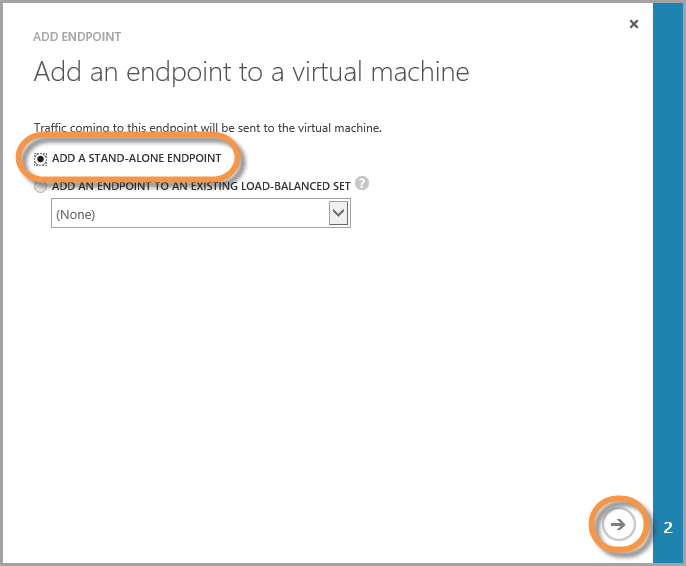 ADD ENDPOINT
Add an endpoint to a virtual machine
Traffic coming to this endpoint will be sent to the virtual machine.
ADD A STAND-ALONE ENDPOINT
ADD AN ENDPOINT TO AN EXISTING LOAD-BALANCED SET ?
(None)
2